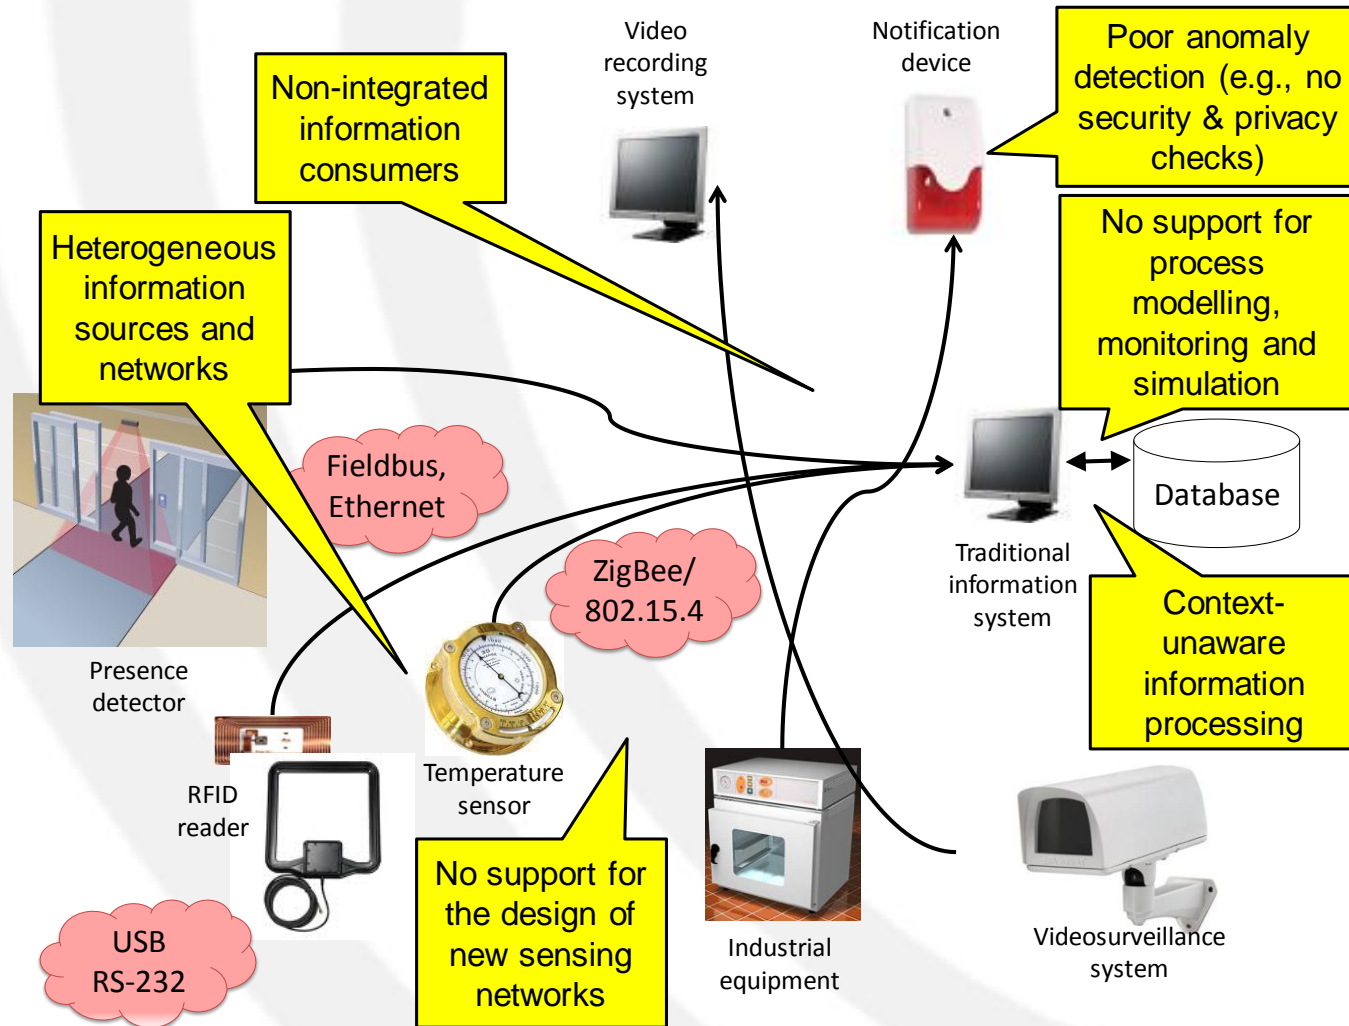 Video
recording
system
Notification
device
Poor anomaly
detection (e.g., no
security & privacy
checks)
Non-integrated
information
consumers
No support for
process
modelling,
monitoring and
simulation
Heterogeneous
information
sources and
networks
Fieldbus,
Ethernet
Database
ZigBee/
802.15.4
Traditional
information
system
Context-
unaware
information
processing
Presence
detector
Temperature
sensor
RFID
reader
No support for
the design of
new sensing
networks
USB
RS-232
Industrial
equipment
Videosurveillance
system